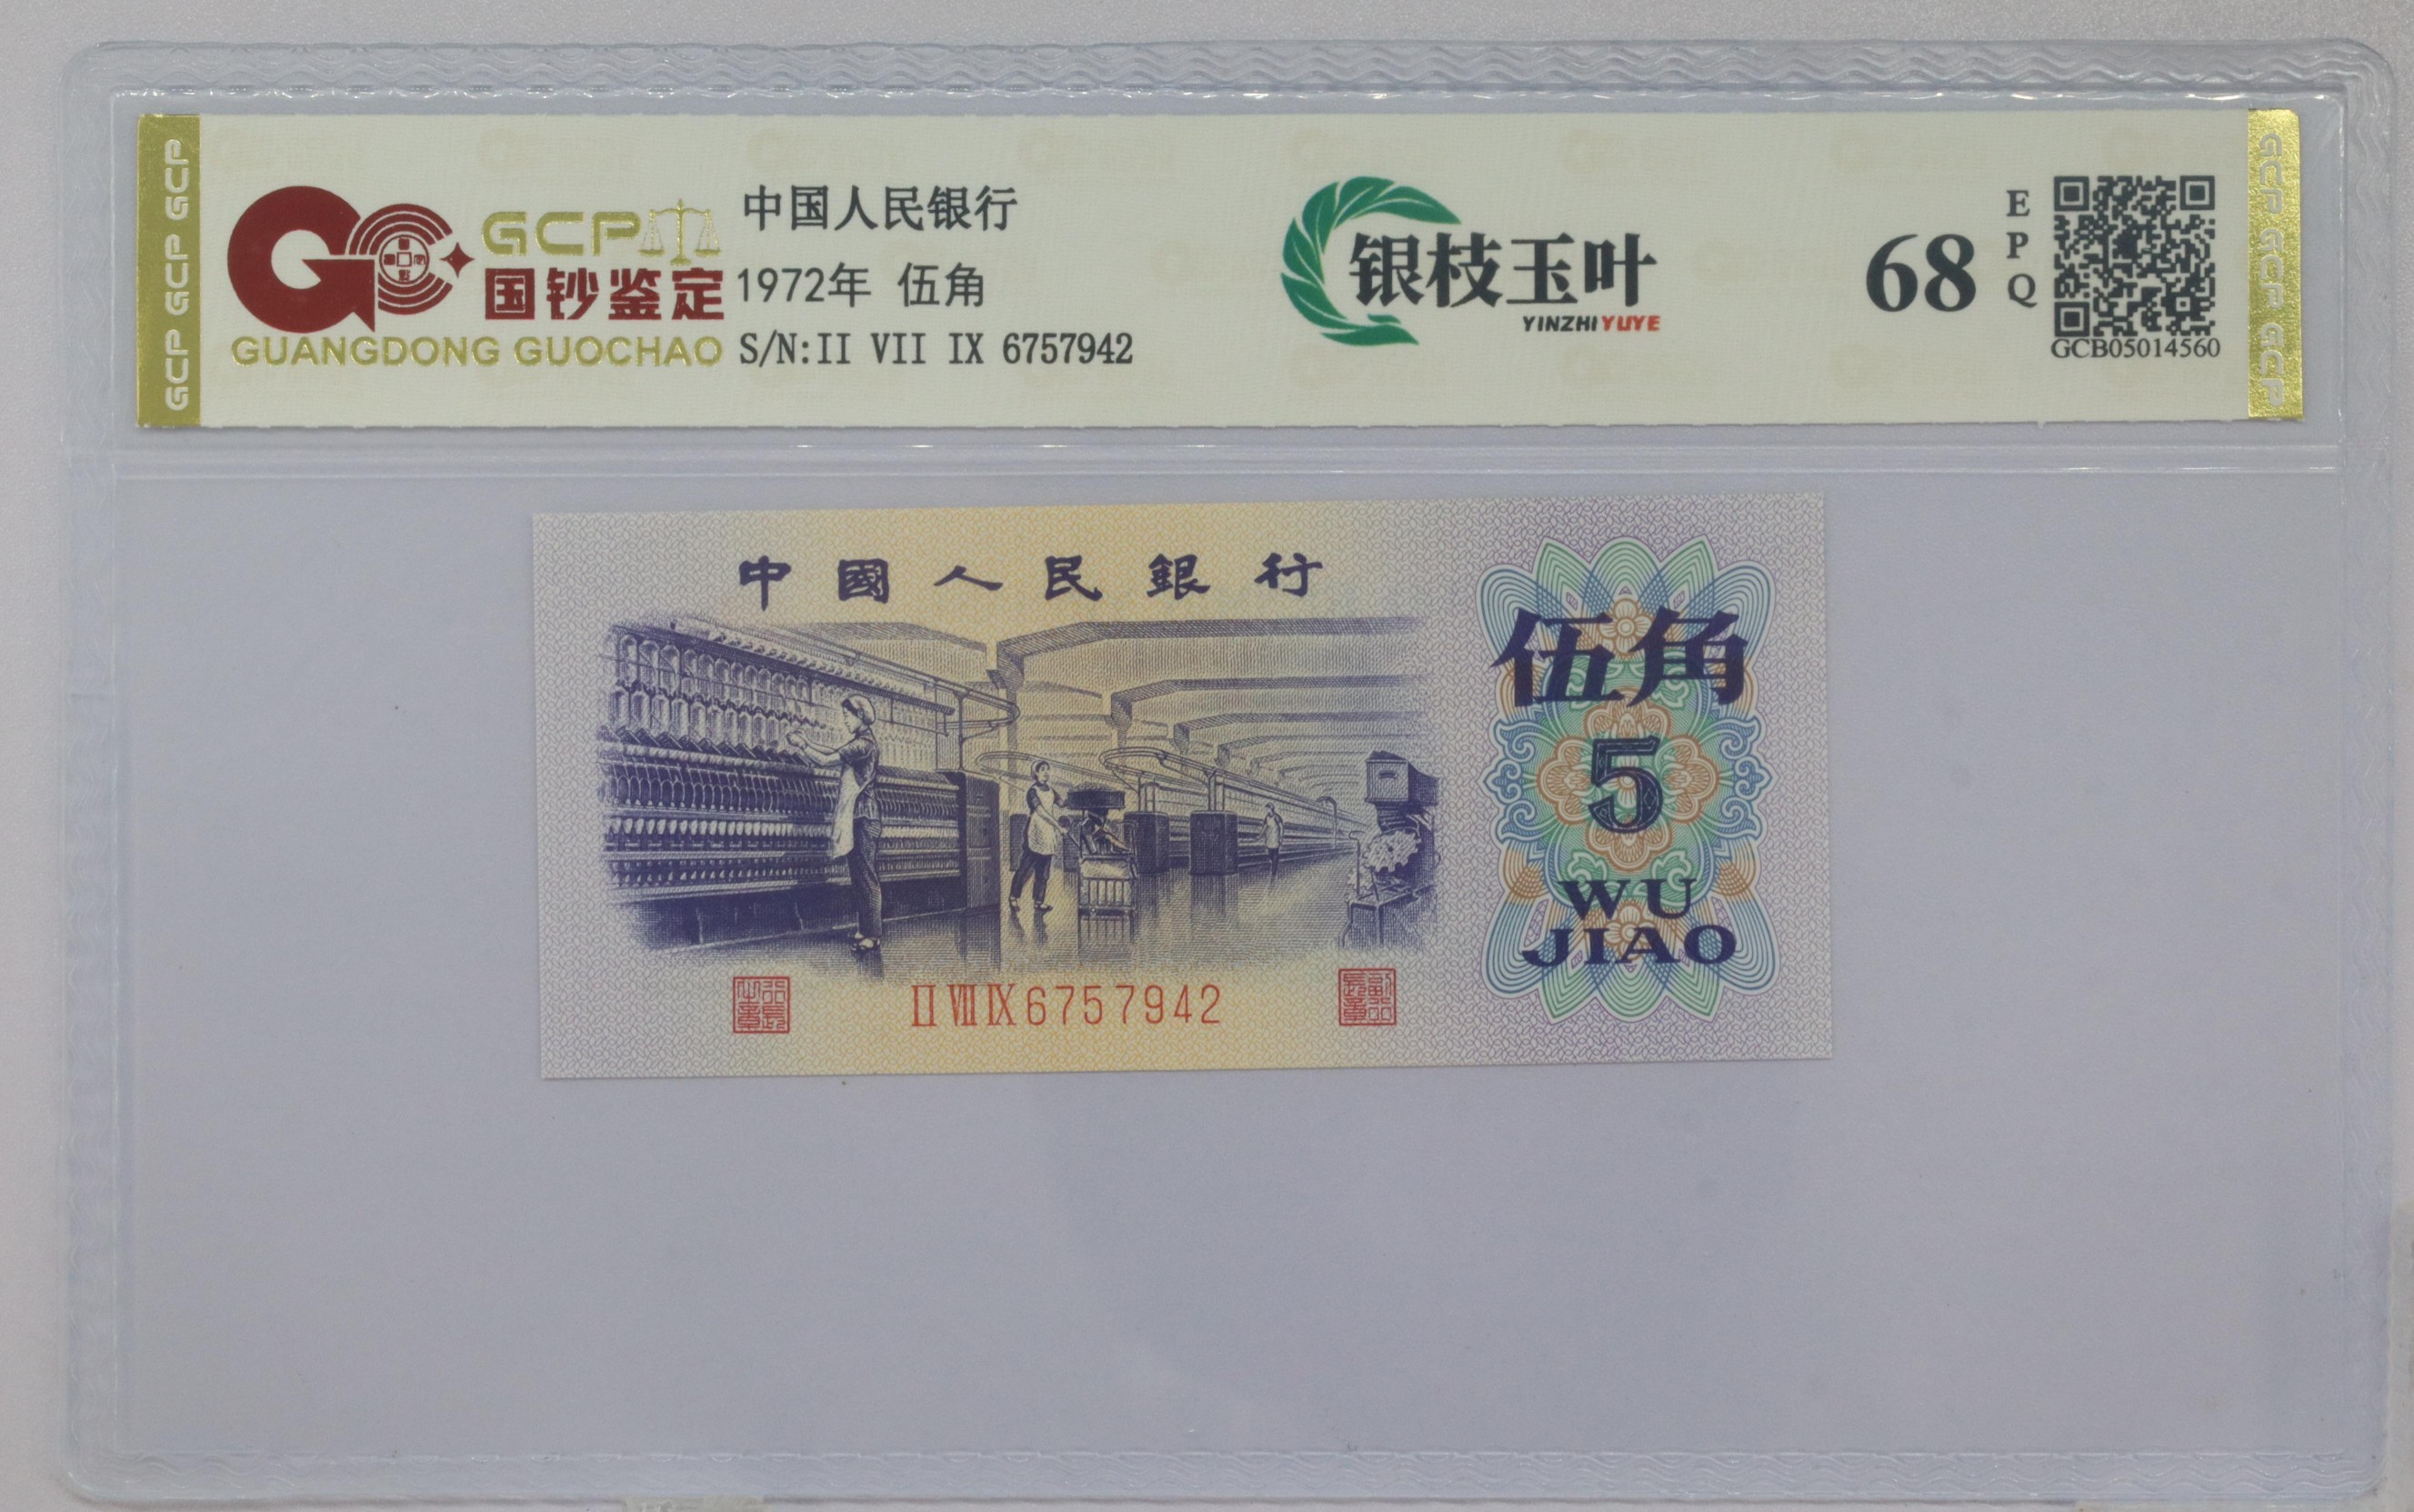 GCP GCP GCP
GCP
国钞鉴定
GUANGDONG GUOCHAO
中国人民银行
1972年 伍角
S/N:II VII IX 6757942
银枝玉叶
YINZHIYUYE
68
EPQ
GCB05014560
GCP GCP GCP
中國人民銀行
伍角
5
WU
JIAO
II VII IX 6757942